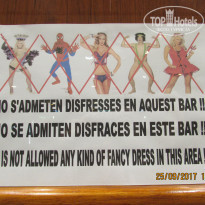 TOP Hotels
NO S'ADMETEN DISFRESSES EN AQUEST BAR !!
NO SE ADMITEN DISFRACES EN ESTE BAR !!
IS NOT ALLOWED ANY KIND OF FANCY DRESS IN THIS AREA !
25/09/2017